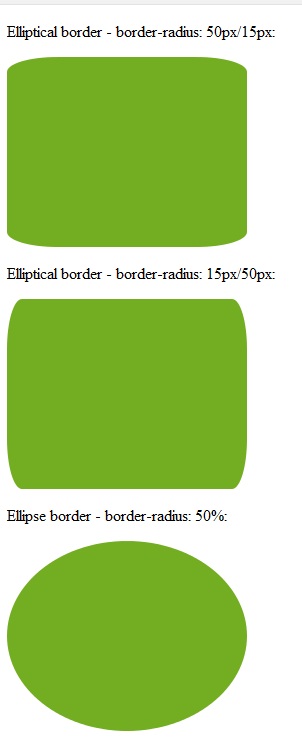 Elliptical border - border-radius: 50px/15px:
Elliptical border - border-radius: 15px/50px:
Ellipse border - border-radius: 50%: